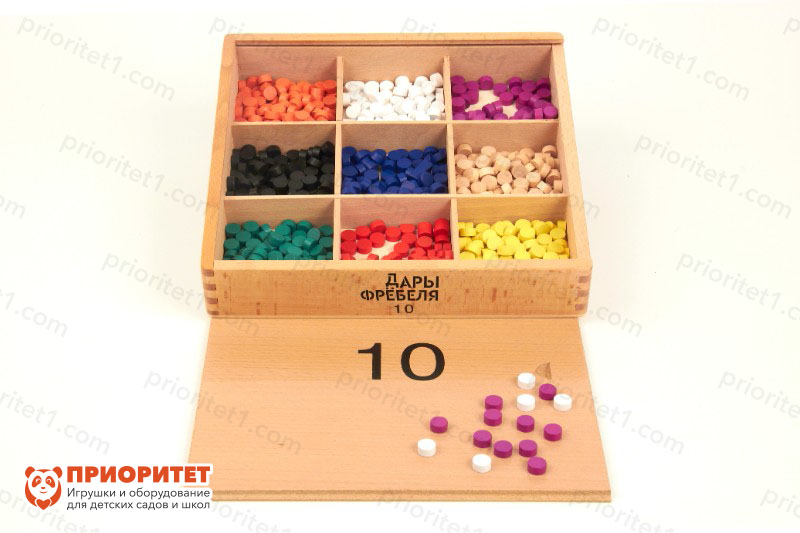 ДАРЫ
ФРЕБЕЛЯ
10
10
ПРИОРИТЕТ
Игрушки и оборудование
для детских садов и школ
prioritet1.com